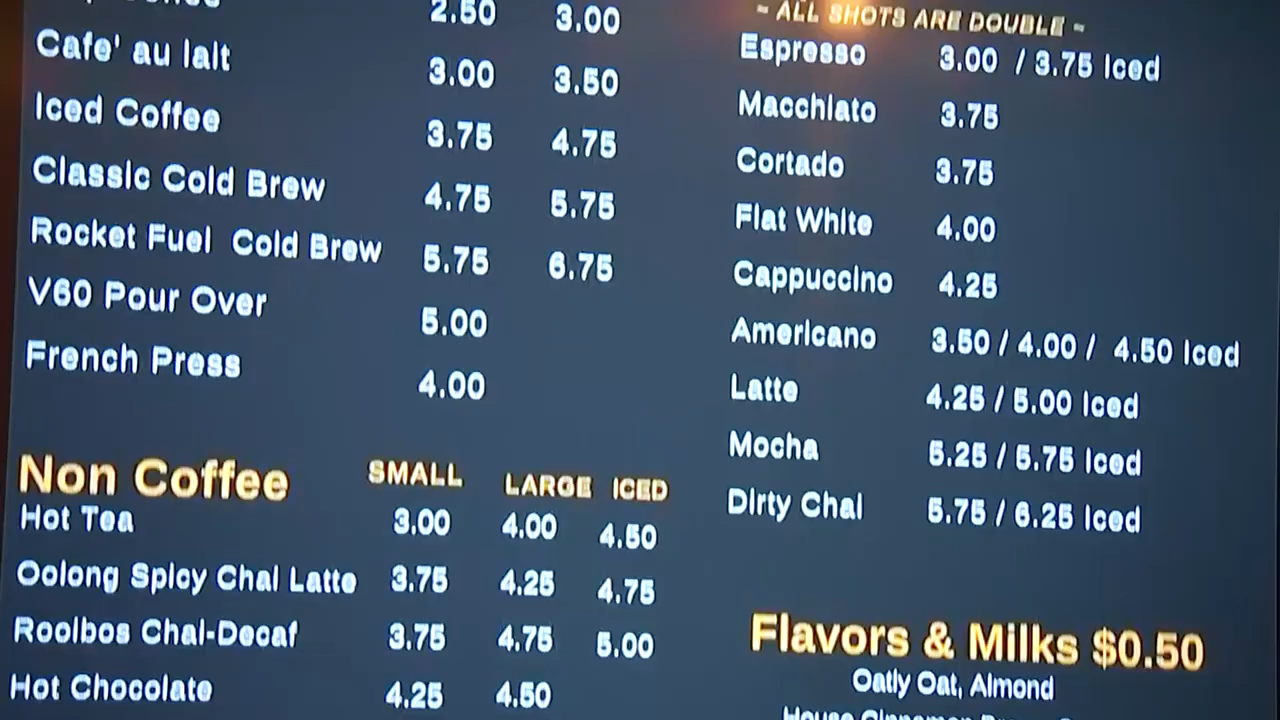 2.50 3.00
Cafe' au lait 3.00 3.50
Iced Coffee 3.75 4.75
Classic Cold Brew 4.75 5.75
Rocket Fuel Cold Brew 5.75 6.75
V60 Pour Over 5.00
French Press 4.00
Non Coffee SMALL LARGE ICED
Hot Tea 3.00 4.00 4.50
Oolong Spicy Chai Latte 3.75 4.25 4.75
Rooibos Chai-Decaf 3.75 4.75 5.00
Hot Chocolate 4.25 4.50
~ ALL SHOTS ARE DOUBLE ~
Espresso 3.00 / 3.75 Iced
Macchiato 3.75
Cortado 3.75
Flat White 4.00
Cappuccino 4.25
Americano 3.50 / 4.00 / 4.50 Iced
Latte 4.25 / 5.00 Iced
Mocha 5.25 / 5.75 Iced
Dirty Chai 5.75 / 6.25 Iced
Flavors & Milks $0.50
Oatly Oat, Almond
House Cinnamon